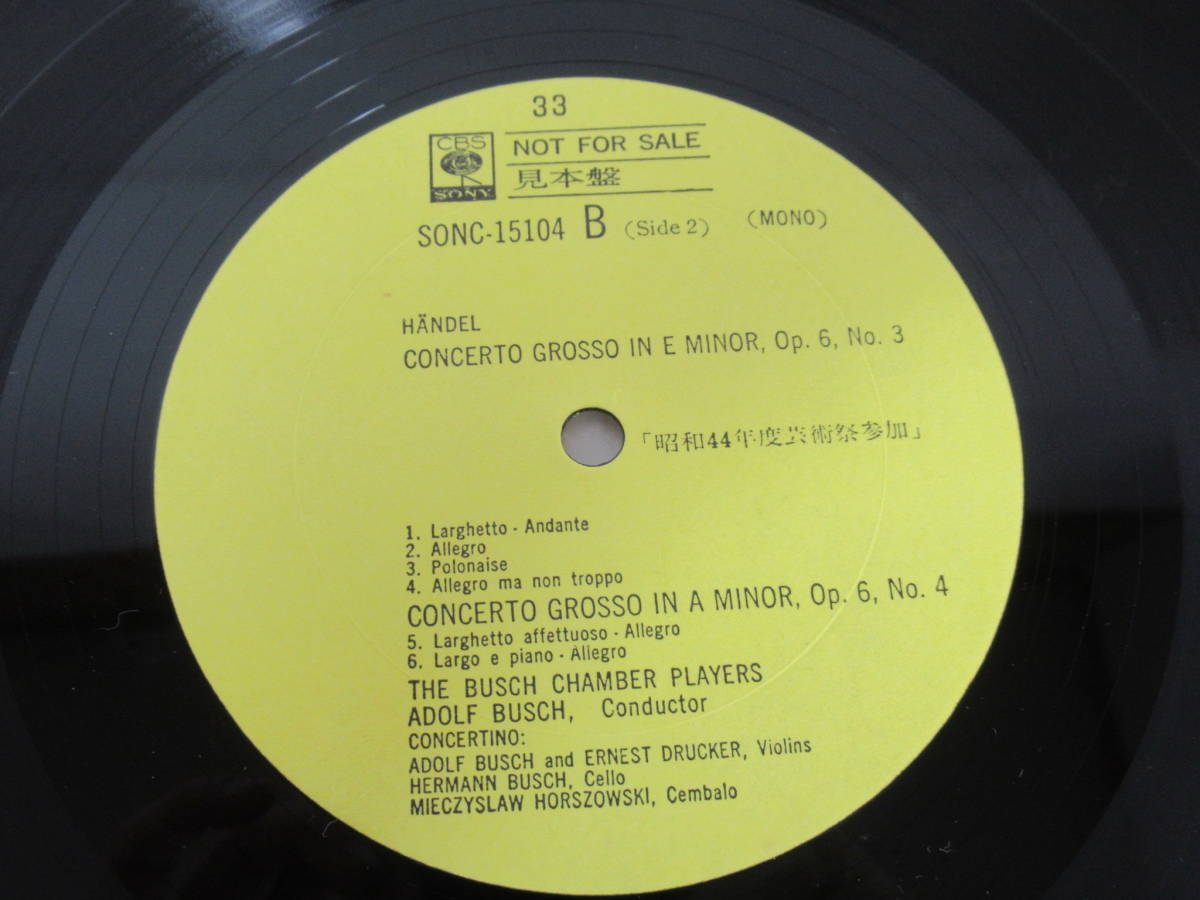 33
CBS
SONY
NOT FOR SALE
見本盤
SONC-15104 B (Side 2) (MONO)
HÄNDEL
CONCERTO GROSSO IN E MINOR, Op. 6, No. 3
「昭和44年度芸術祭参加」
1. Larghetto - Andante
2. Allegro
3. Polonaise
4. Allegro ma non troppo
CONCERTO GROSSO IN A MINOR, Op. 6, No. 4
5. Larghetto affettuoso - Allegro
6. Largo e piano - Allegro
THE BUSCH CHAMBER PLAYERS
ADOLF BUSCH, Conductor
CONCERTINO:
ADOLF BUSCH and ERNEST DRUCKER, Violins
HERMANN BUSCH, Cello
MIECZYSLAW HORSZOWSKI, Cembalo